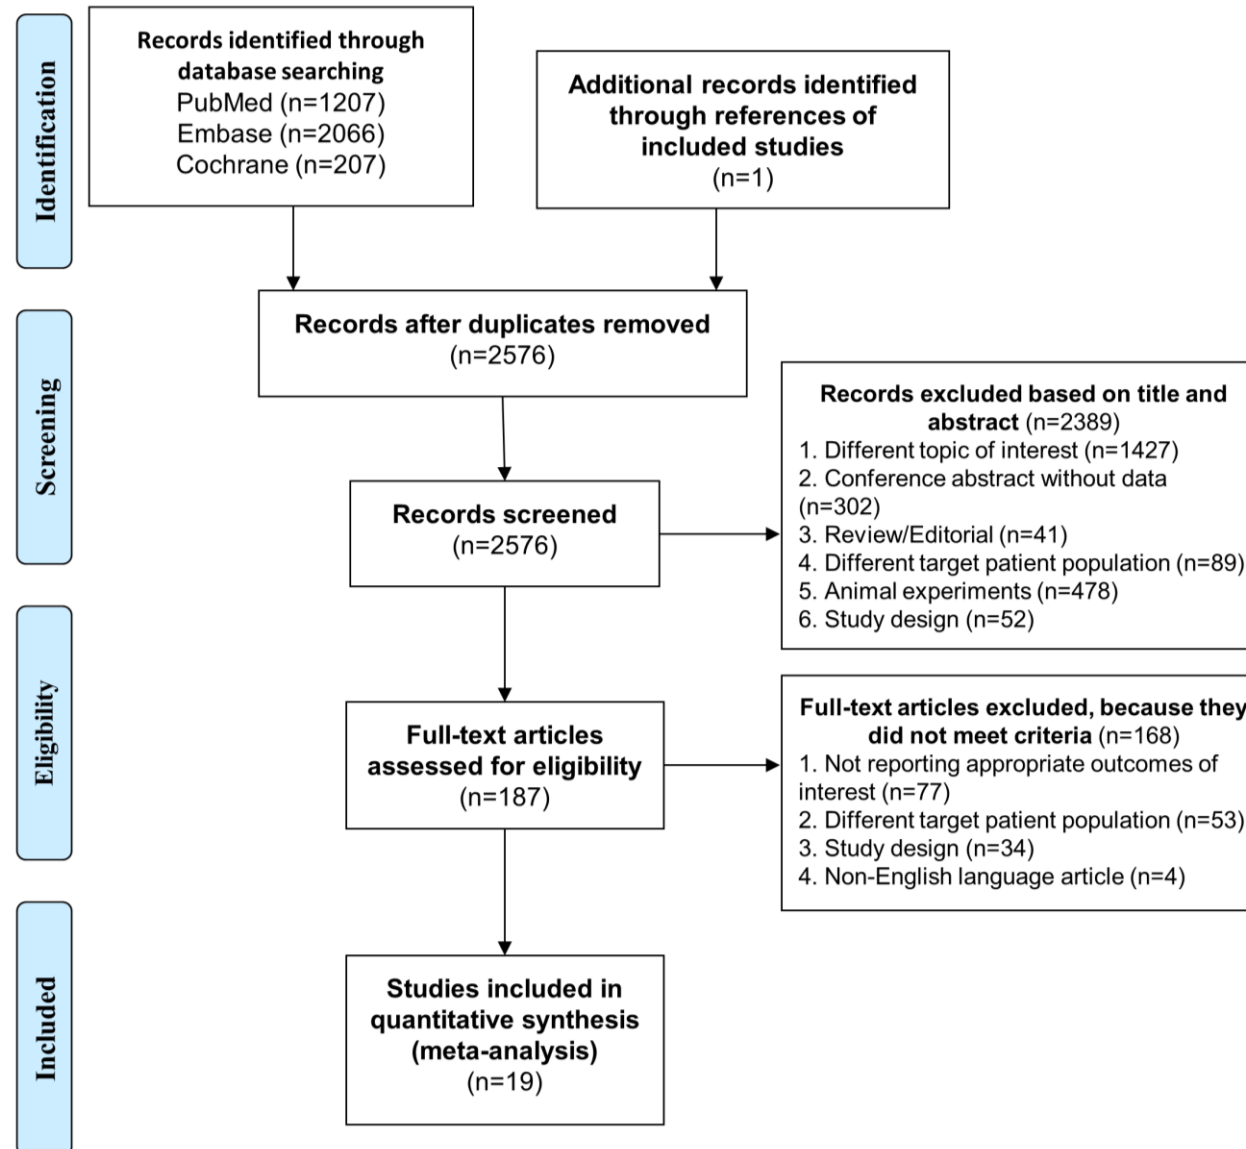 Identification
Records identified through
database searching
PubMed (n=1207)
Embase (n=2066)
Cochrane (n=207)
Additional records identified
through references of
included studies
(n=1)
Screening
Records after duplicates removed
(n=2576)
Records screened
(n=2576)
Records excluded based on title and
abstract (n=2389)
1. Different topic of interest (n=1427)
2. Conference abstract without data
(n=302)
3. Review/Editorial (n=41)
4. Different target patient population (n=89)
5. Animal experiments (n=478)
6. Study design (n=52)
Eligibility
Full-text articles
assessed for eligibility
(n=187)
Full-text articles excluded, because they
did not meet criteria (n=168)
1. Not reporting appropriate outcomes of
interest (n=77)
2. Different target patient population (n=53)
3. Study design (n=34)
4. Non-English language article (n=4)
Included
Studies included in
quantitative synthesis
(meta-analysis)
(n=19)